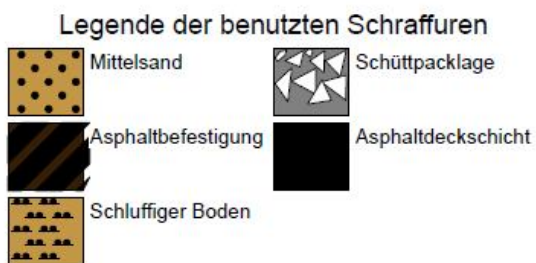 Legende der benutzten Schraffuren
Mittelsand
Schüttpacklage
Asphaltbefestigung
Asphaltdeckschicht
Schluffiger Boden